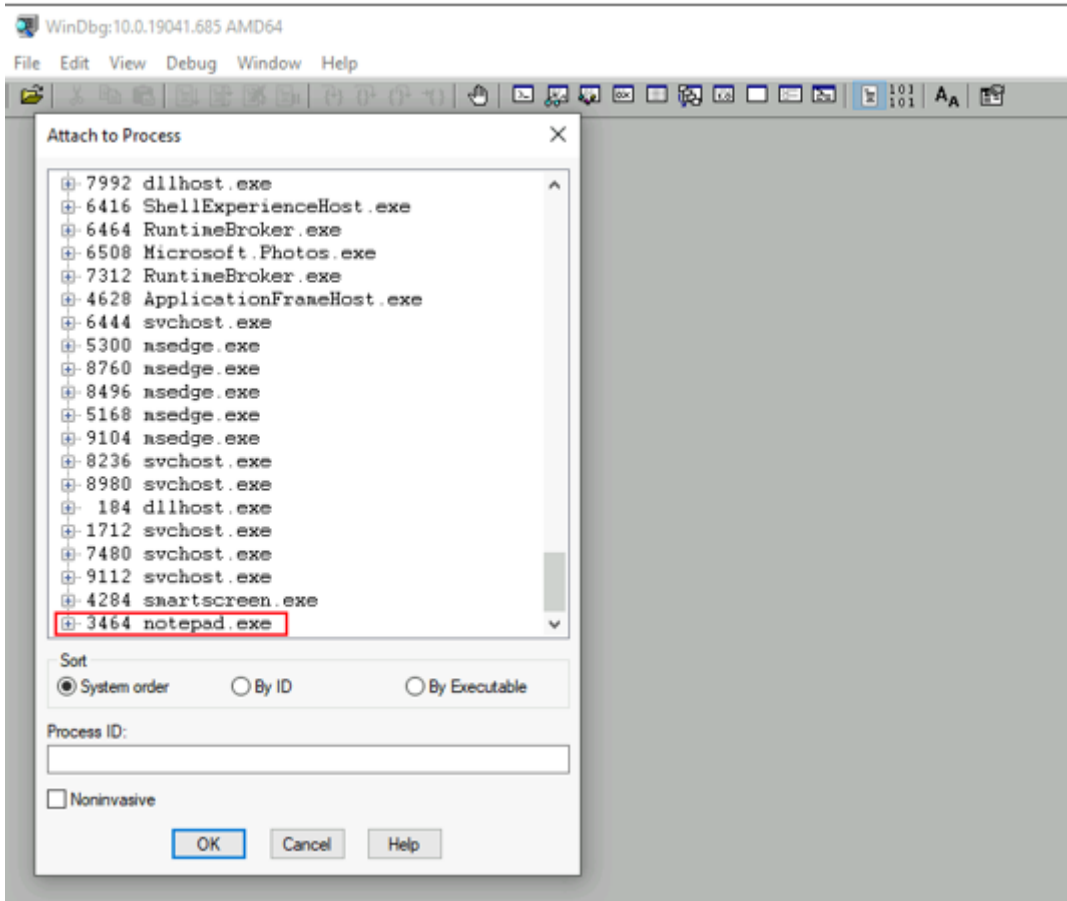 WinDbg:10.0.19041.685 AMD64
File Edit View Debug Window Help
101
101
AA
Attach to Process
7992 dllhost.exe
6416 ShellExperienceHost.exe
6464 RuntimeBroker.exe
6508 Microsoft.Photos.exe
7312 RuntimeBroker.exe
4628 ApplicationFrameHost.exe
6444 svchost.exe
5300 msedge.exe
8760 msedge.exe
8496 msedge.exe
5168 msedge.exe
9104 msedge.exe
8236 svchost.exe
8980 svchost.exe
184 dllhost.exe
1712 svchost.exe
7480 svchost.exe
9112 svchost.exe
4284 smartscreen.exe
3464 notepad.exe
Sort
System order By ID By Executable
Process ID:
Noninvasive
OK Cancel Help